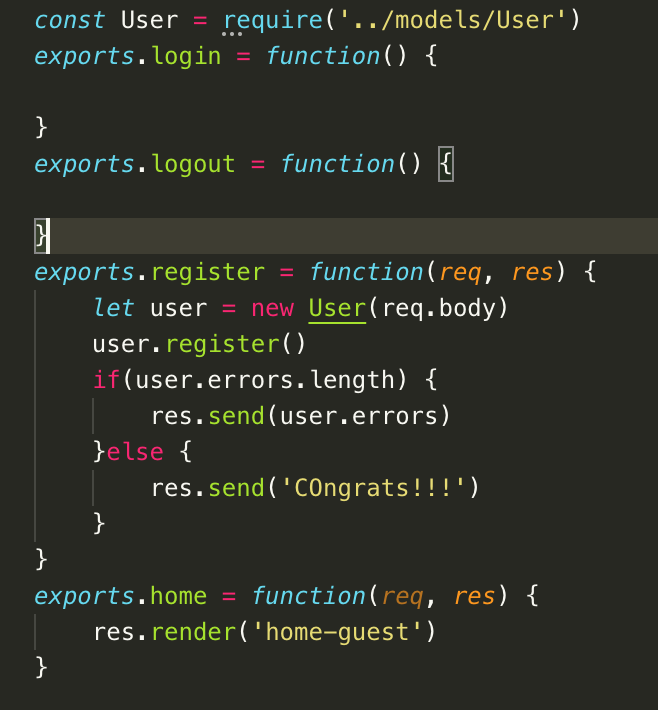 const User = require('../models/User')
exports.login = function() {
}
exports.logout = function() {
}
exports.register = function(req, res) {
let user = new User(req.body)
user.register()
if(user.errors.length) {
res.send(user.errors)
}else {
res.send('COngrats!!!')
}
}
exports.home = function(req, res) {
res.render('home-guest')
}